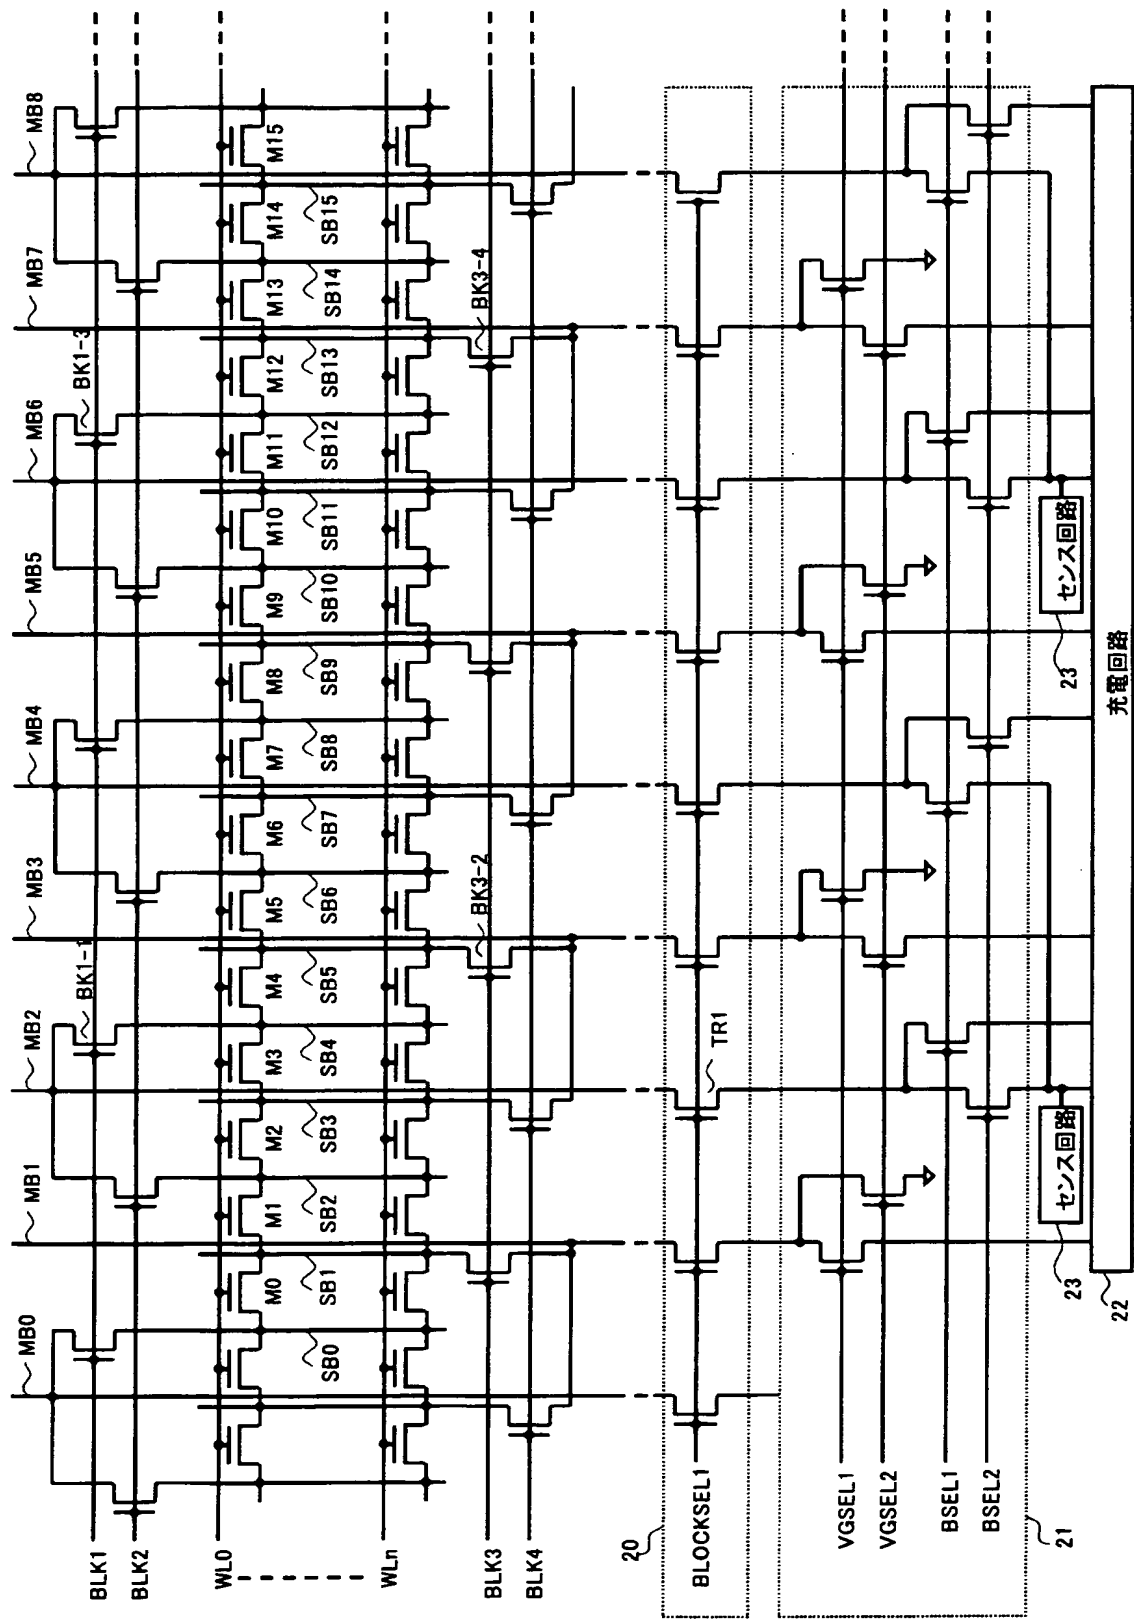 MB0
MB1
MB2
MB3
MB4
MB5
MB6
MB7
MB8
BK1-1
BK1-3
BLK1
BLK2
WL0
M0
M1
M2
M3
M4
M5
M6
M7
M8
M9
M10
M11
M12
M13
M14
M15
SB0
SB1
SB2
SB3
SB4
SB5
SB6
SB7
SB8
SB9
SB10
SB11
SB12
SB13
SB14
SB15
WLn
BK3-2
BK3-4
BLK3
BLK4
20
BLOCKSEL1
TR1
VGSEL1
VGSEL2
BSEL1
BSEL2
21
センス回路
23
センス回路
23
充電回路
22